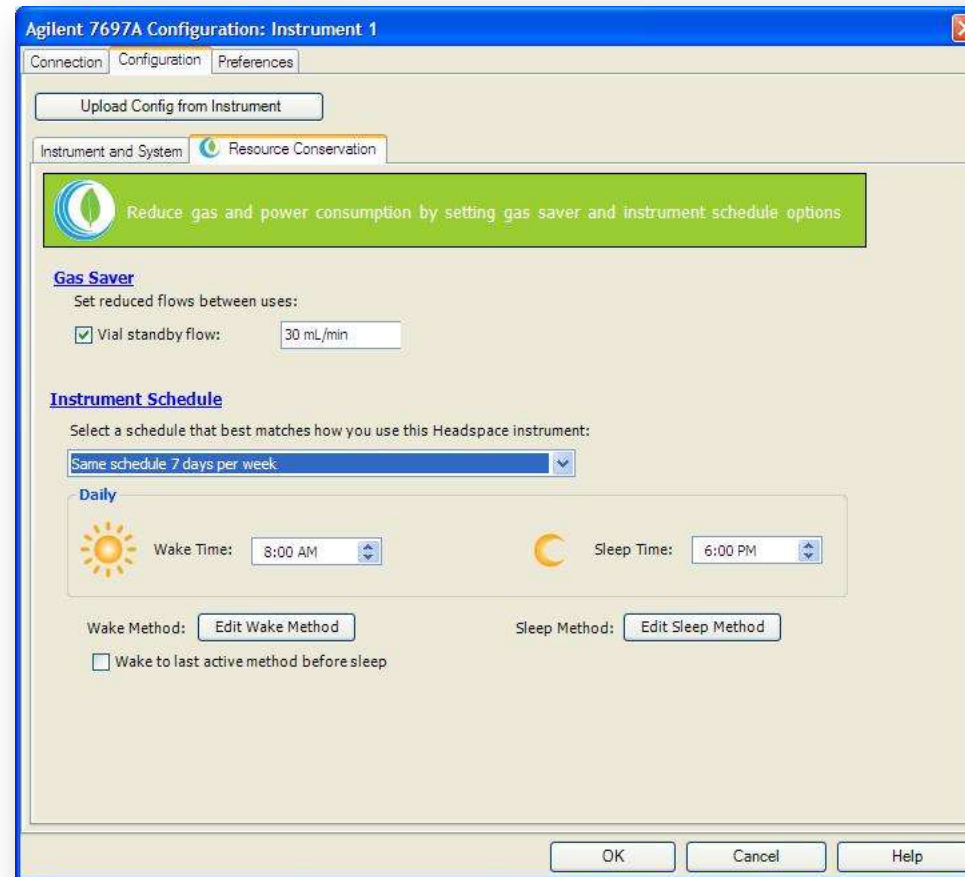 Agilent 7697A Configuration: Instrument 1
Connection Configuration Preferences
Upload Config from Instrument
Instrument and System Resource Conservation
Reduce gas and power consumption by setting gas saver and instrument schedule options
Gas Saver
Set reduced flows between uses:
Vial standby flow: 30 mL/min
Instrument Schedule
Select a schedule that best matches how you use this Headspace instrument:
Same schedule 7 days per week
Daily
Wake Time: 8:00 AM Sleep Time: 6:00 PM
Wake Method: Edit Wake Method Sleep Method: Edit Sleep Method
Wake to last active method before sleep
OK Cancel Help